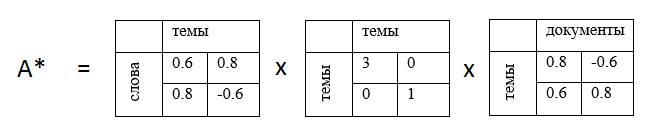 A* =
темы
слова
0.6 0.8
0.8 -0.6
x
темы
темы
3 0
0 1
x
документы
темы
0.8 -0.6
0.6 0.8